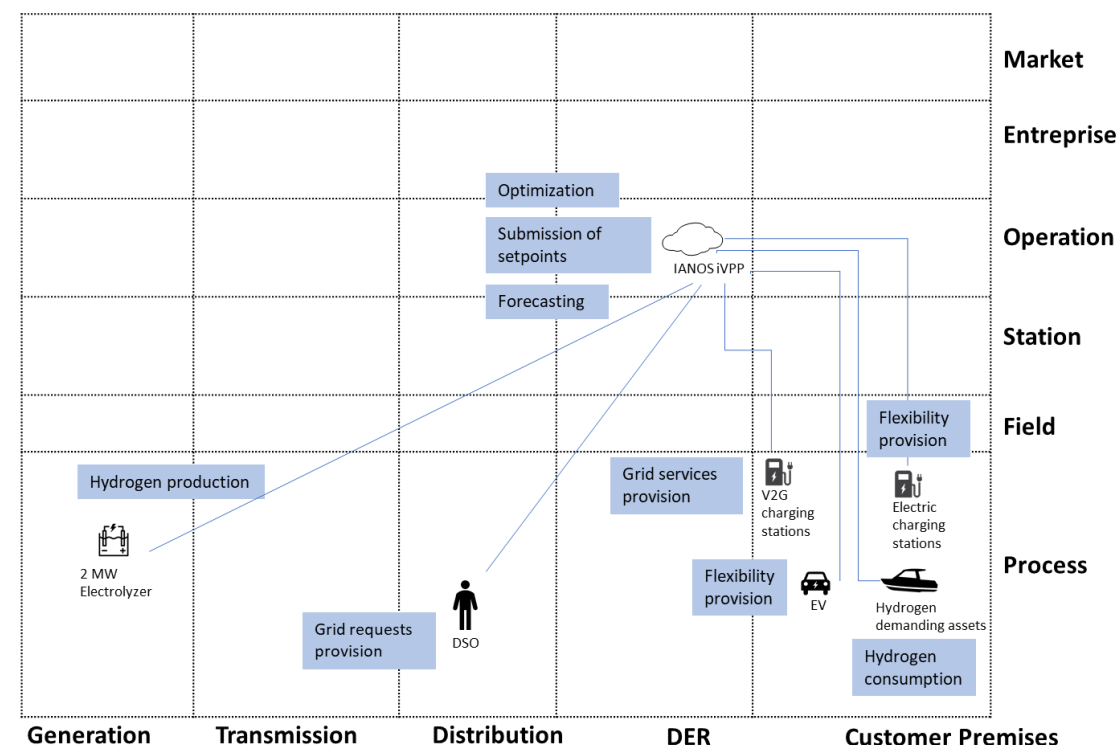 Market
Entreprise
Optimization
Submission of
setpoints
IANOS iVPP
Operation
Forecasting
Station
Flexibility
provision
Field
Hydrogen production
Grid services
provision
V2G
charging
stations
Electric
charging
stations
2 MW
Electrolyzer
Process
Flexibility
provision
EV
Hydrogen
demanding assets
Grid requests
provision
DSO
Hydrogen
consumption
Generation
Transmission
Distribution
DER
Customer Premises